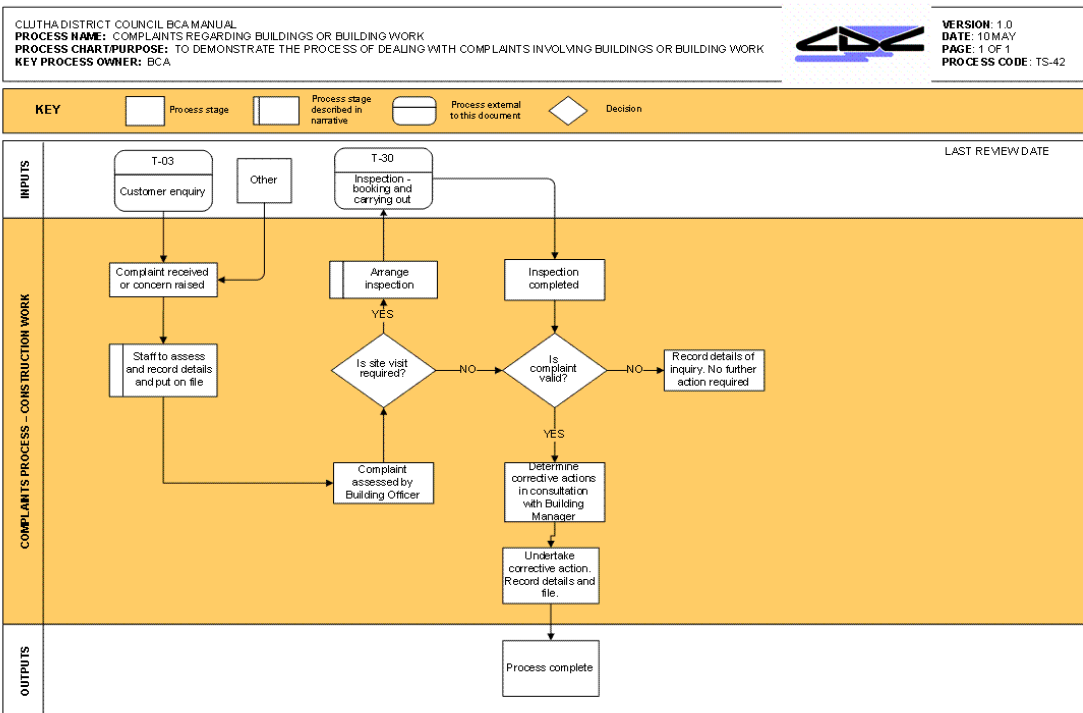 CLUTHA DISTRICT COUNCIL BCA MANUAL
PROCESS NAME: COMPLAINTS REGARDING BUILDINGS OR BUILDING WORK
PROCESS CHART/PURPOSE: TO DEMONSTRATE THE PROCESS OF DEALING WITH COMPLAINTS INVOLVING BUILDINGS OR BUILDING WORK
KEY PROCESS OWNER: BCA
CDC
VERSION: 1.0
DATE: 10 MAY
PAGE: 1 OF 1
PROCESS CODE: TS-42
KEY
Process stage
Process stage
described in
narrative
Process external
to this document
Decision
INPUTS
LAST REVIEW DATE
T-03
Customer enquiry
Other
T-30
Inspection -
booking and
carrying out
COMPLAINTS PROCESS – CONSTRUCTION WORK
Complaint received
or concern raised
Arrange
inspection
Inspection
completed
YES
Staff to assess
and record details
and put on file
Is site visit
required?
NO
Is
complaint
valid?
NO
Record details of
inquiry. No further
action required
YES
Complaint
assessed by
Building Officer
Determine
corrective actions
in consultation
with Building
Manager
Undertake
corrective action.
Record details and
file.
OUTPUTS
Process complete